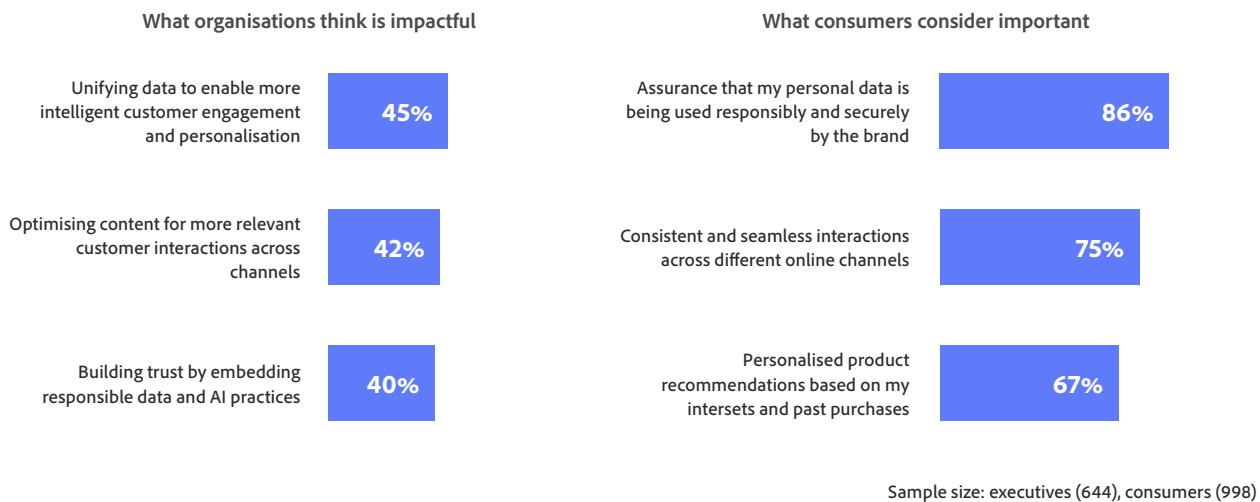 What organisations think is impactful
Unifying data to enable more
intelligent customer engagement
and personalisation
45%
Optimising content for more relevant
customer interactions across
channels
42%
Building trust by embedding
responsible data and AI practices
40%
What consumers consider important
Assurance that my personal data is
being used responsibly and securely
by the brand
86%
Consistent and seamless interactions
across different online channels
75%
Personalised product
recommendations based on my
intersets and past purchases
67%
Sample size: executives (644), consumers (998)